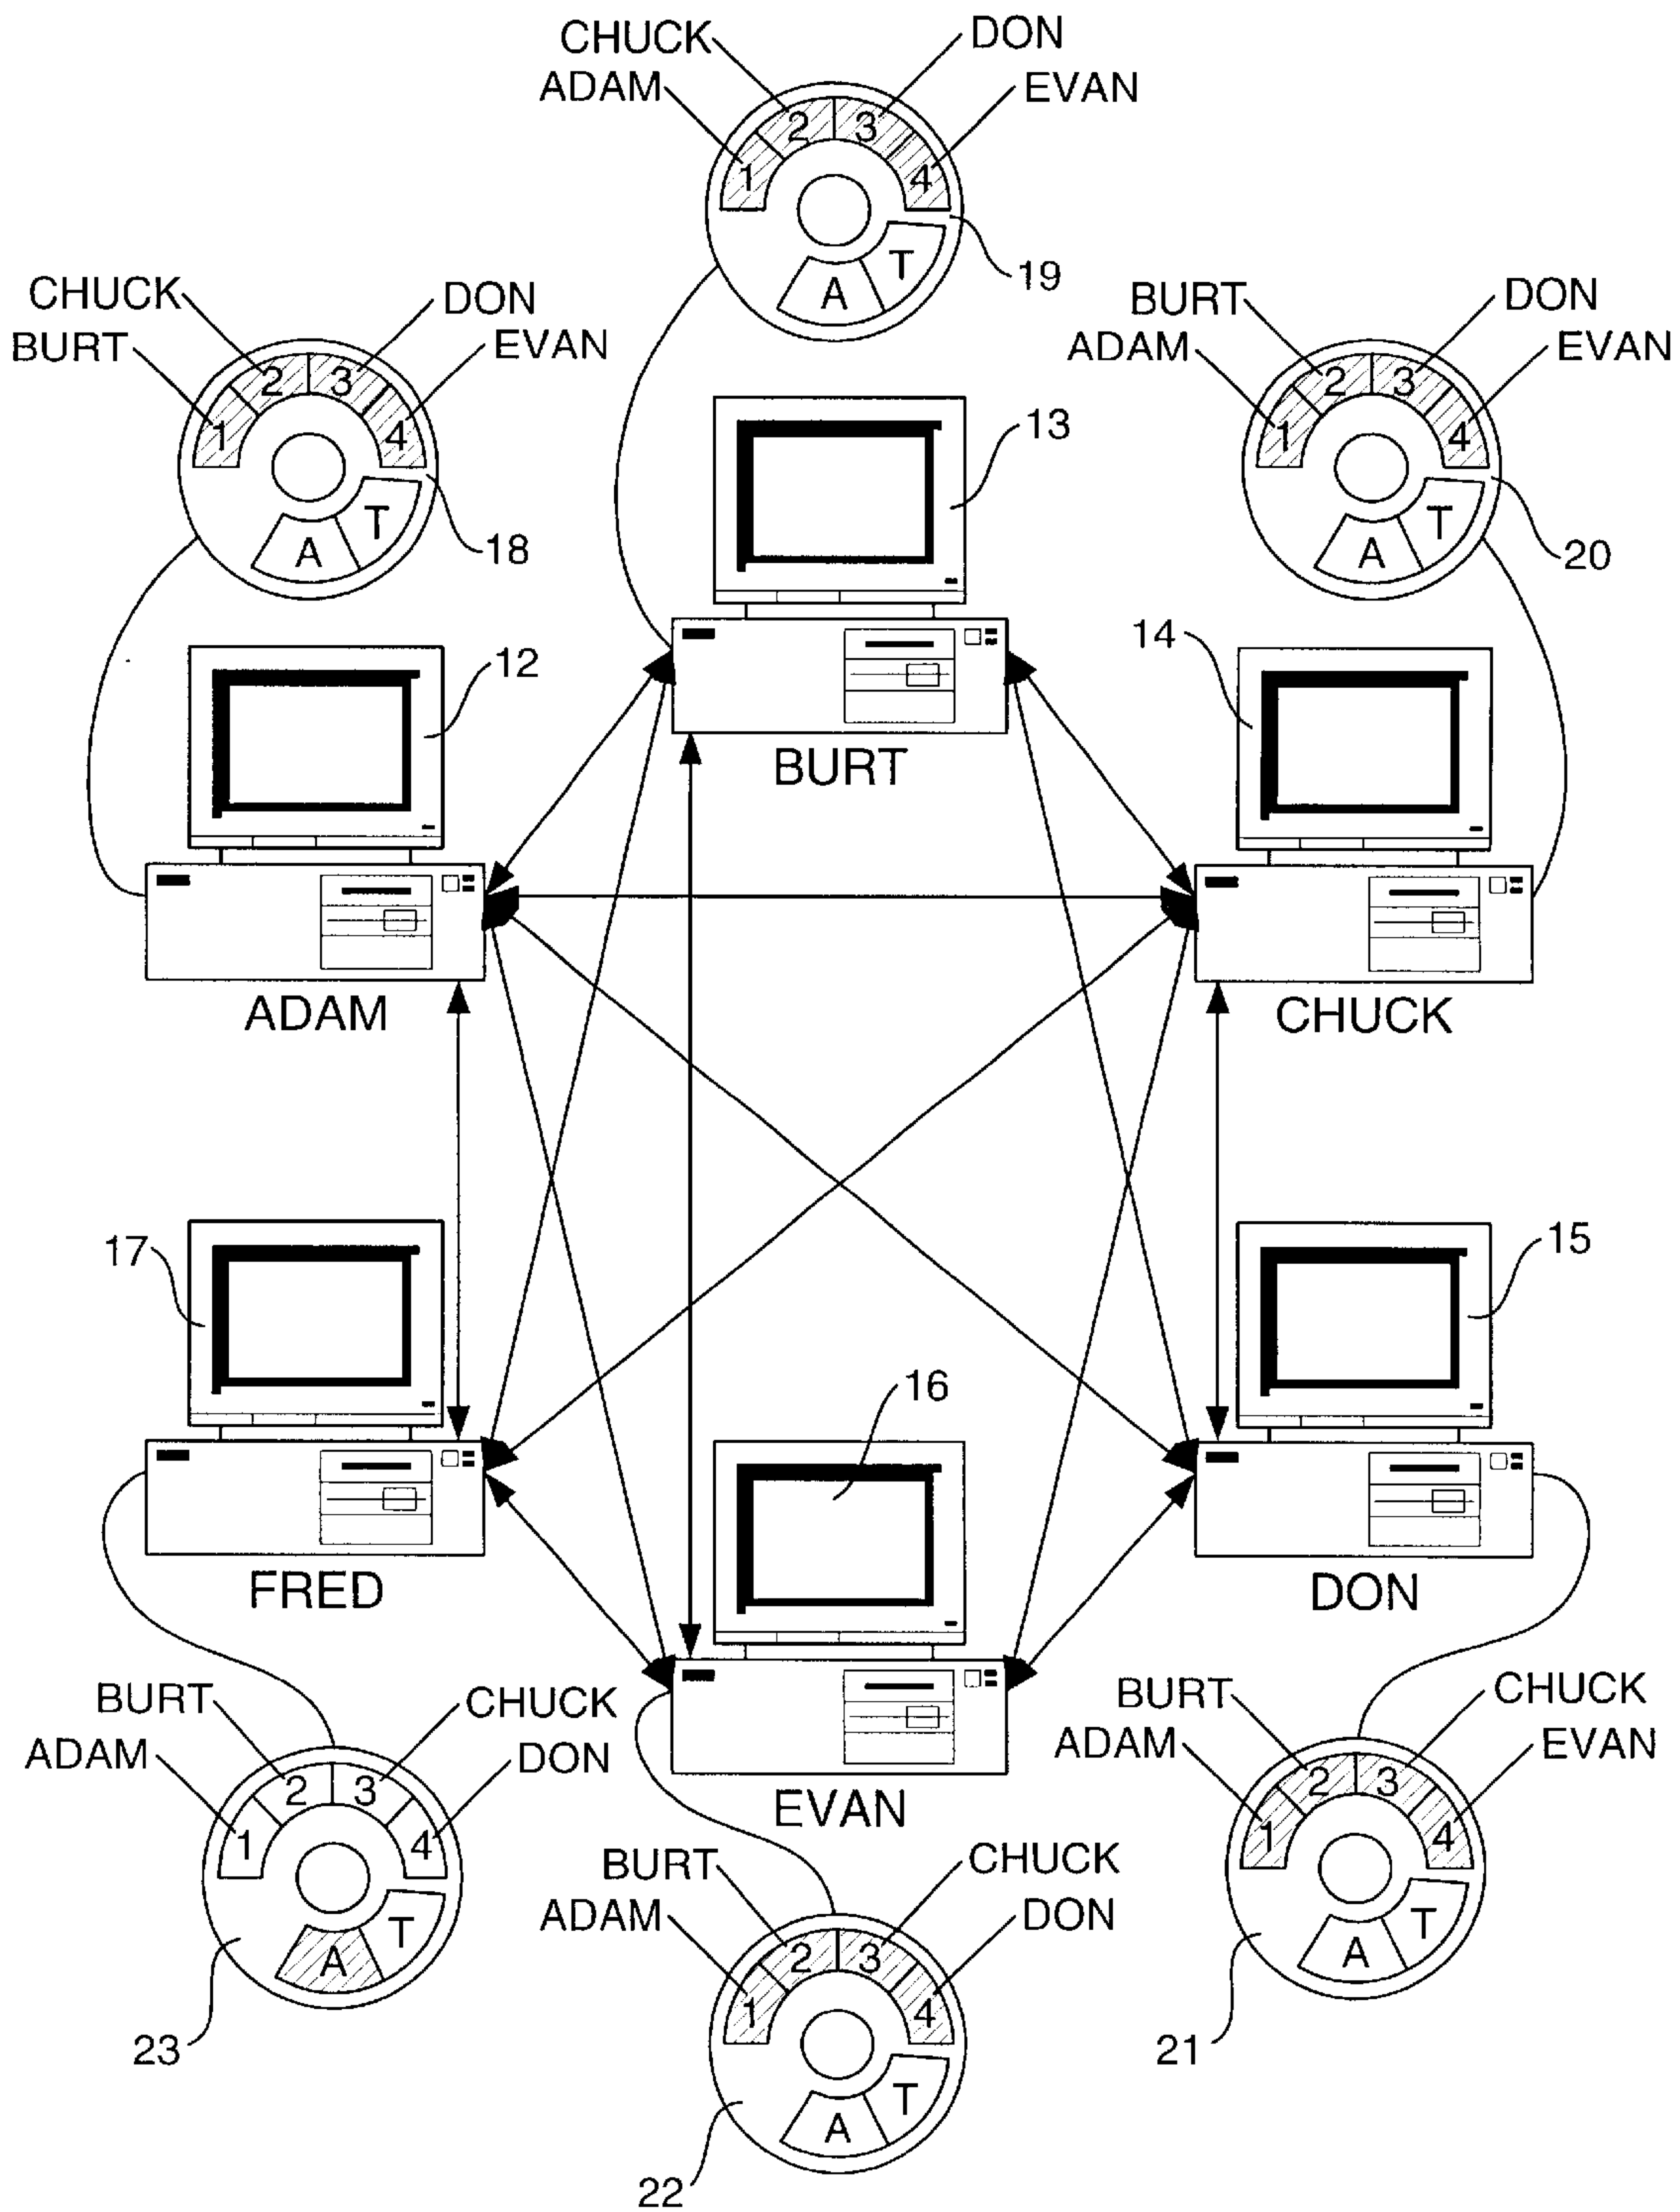 CHUCK
DON
ADAM
EVAN
1
2
3
4
A
T
19
CHUCK
DON
BURT
EVAN
1
2
3
4
A
T
18
BURT
DON
ADAM
EVAN
1
2
3
4
A
T
20
13
BURT
12
ADAM
14
CHUCK
17
FRED
16
EVAN
15
DON
BURT
CHUCK
ADAM
DON
1
2
3
4
A
T
23
BURT
CHUCK
ADAM
DON
1
2
3
4
A
T
22
BURT
CHUCK
ADAM
EVAN
1
2
3
4
A
T
21